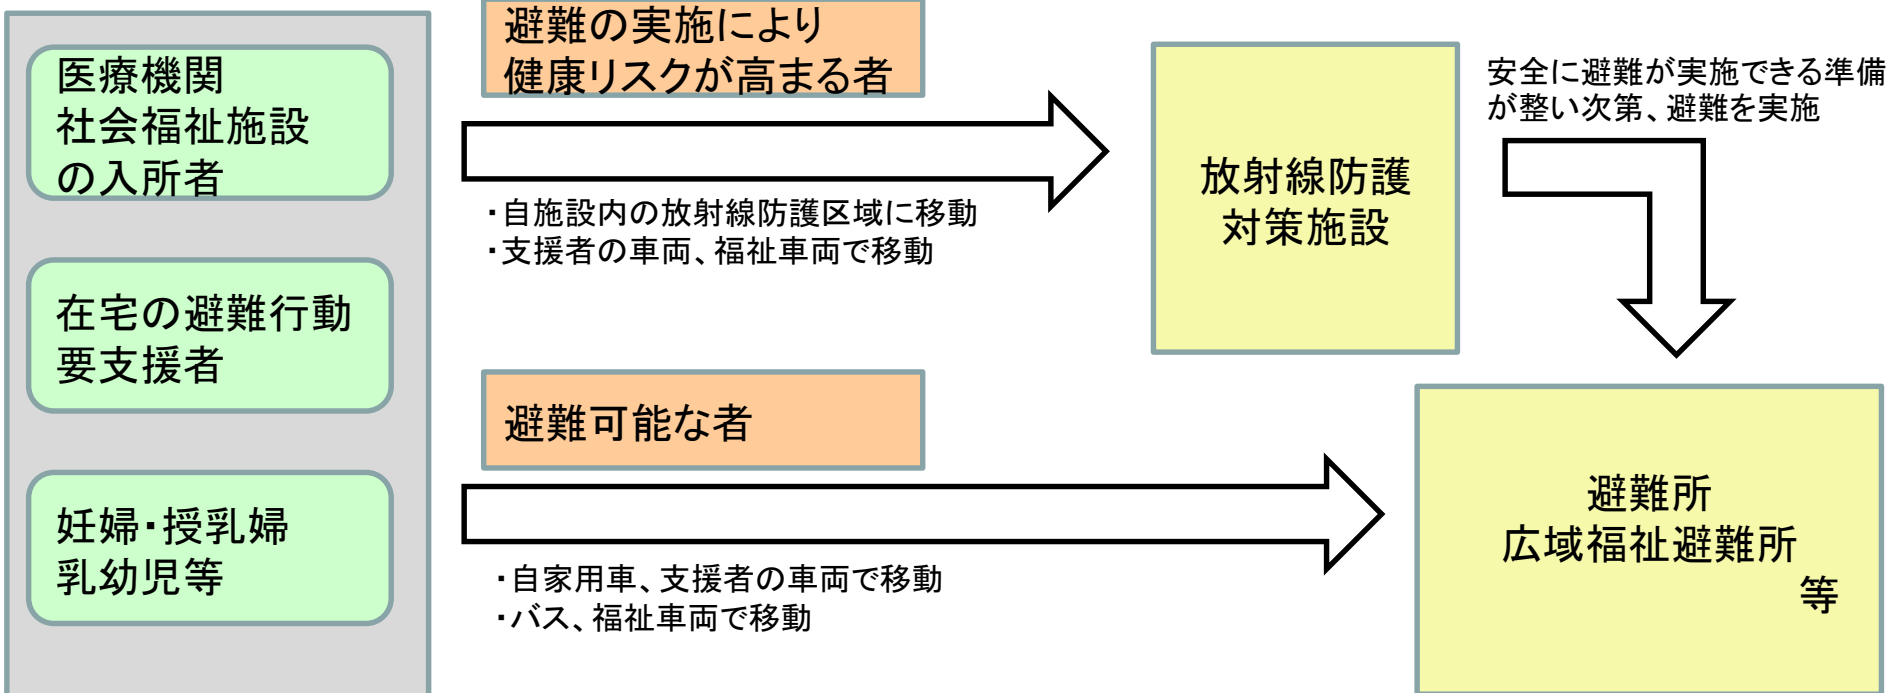 医療機関
社会福祉施設
の入所者
在宅の避難行動
要支援者
妊婦・授乳婦
乳幼児等
避難の実施により
健康リスクが高まる者
・自施設内の放射線防護区域に移動
・支援者の車両、福祉車両で移動
放射線防護
対策施設
安全に避難が実施できる準備
が整い次第、避難を実施
避難可能な者
・自家用車、支援者の車両で移動
・バス、福祉車両で移動
避難所
広域福祉避難所
等